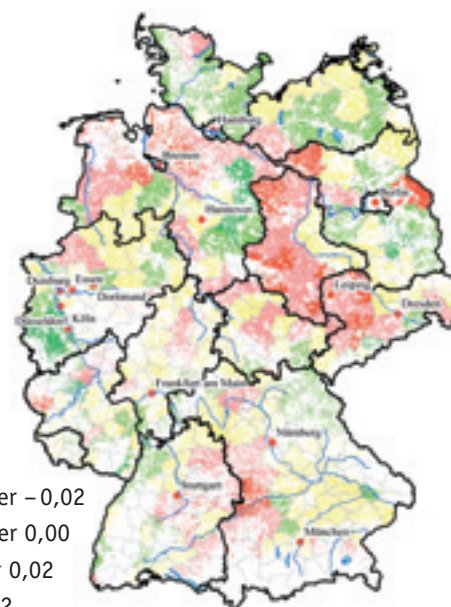 Hamburg
Bremen
Hannover
Berlin
Duisburg Essen
Dortmund
Düsseldorf Köln
Leipzig
Dresden
Frankfurt am Main
Nürnberg
Stuttgart
München
er – 0,02
er 0,00
r 0,02
2